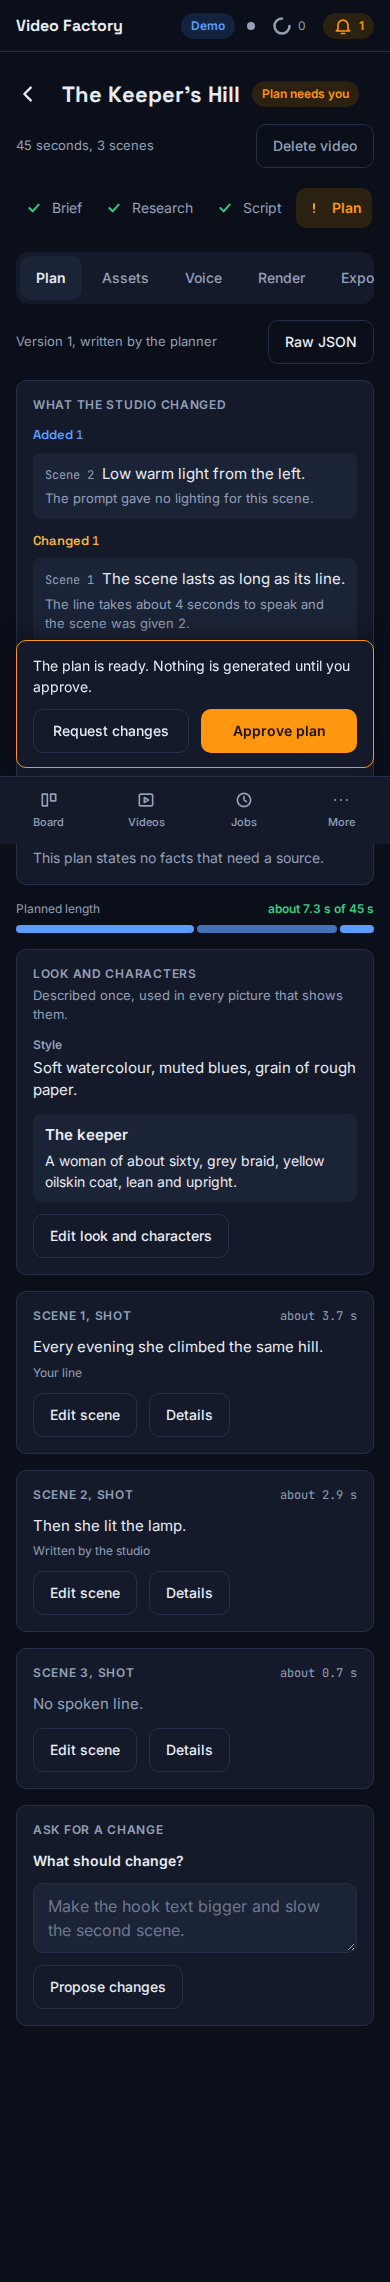 Video Factory
Demo
0
1
The Keeper's Hill
Plan needs you
45 seconds, 3 scenes
Delete video
Brief
Research
Script
! Plan
Plan
Assets
Voice
Render
Expo
Version 1, written by the planner
Raw JSON
WHAT THE STUDIO CHANGED
Added 1
Scene 2 Low warm light from the left.
The prompt gave no lighting for this scene.
Changed 1
Scene 1 The scene lasts as long as its line.
The line takes about 4 seconds to speak and
the scene was given 2.
The plan is ready. Nothing is generated until you
approve.
Request changes
Approve plan
Board
Videos
Jobs
More
This plan states no facts that need a source.
Planned length
about 7.3 s of 45 s
LOOK AND CHARACTERS
Described once, used in every picture that shows
them.
Style
Soft watercolour, muted blues, grain of rough
paper.
The keeper
A woman of about sixty, grey braid, yellow
oilskin coat, lean and upright.
Edit look and characters
SCENE 1, SHOT
about 3.7 s
Every evening she climbed the same hill.
Your line
Edit scene
Details
SCENE 2, SHOT
about 2.9 s
Then she lit the lamp.
Written by the studio
Edit scene
Details
SCENE 3, SHOT
about 0.7 s
No spoken line.
Edit scene
Details
ASK FOR A CHANGE
What should change?
Make the hook text bigger and slow
the second scene.
Propose changes